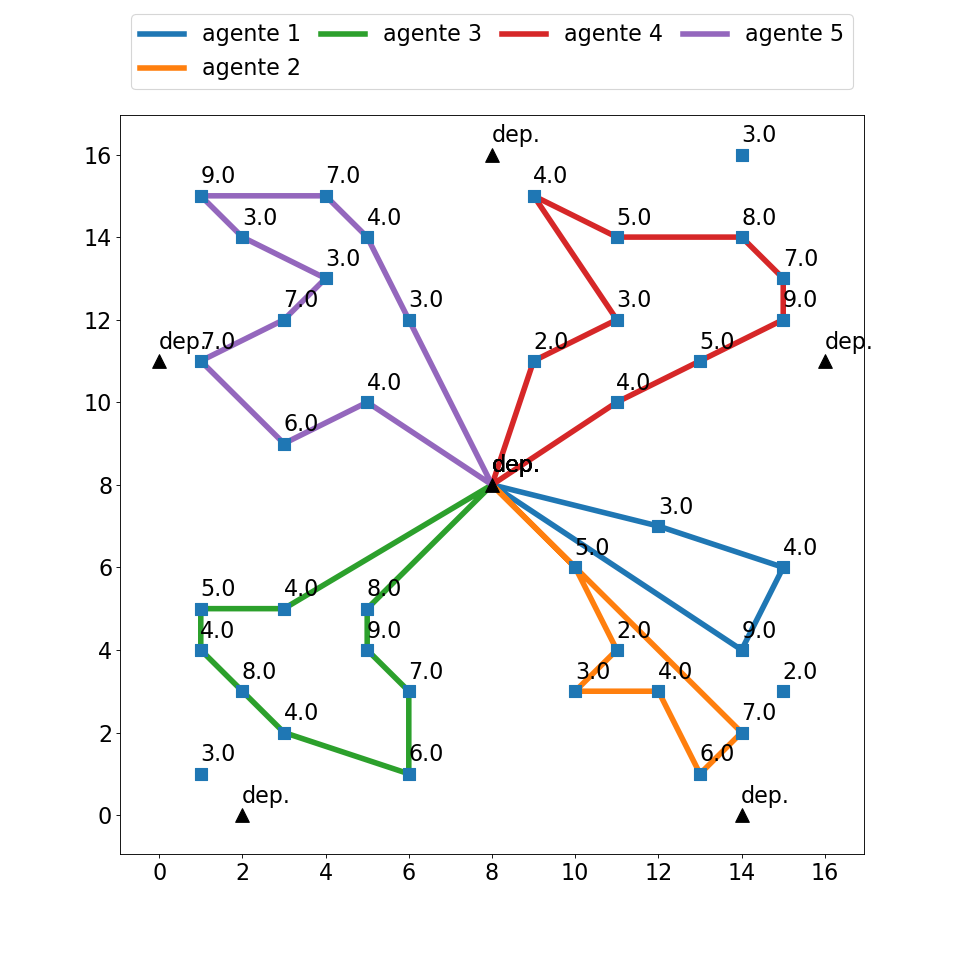 agente 1 agente 3 agente 4 agente 5
agente 2
dep. 3.0
16
9.0 7.0 4.0
3.0 4.0 5.0 8.0
14
3.0 7.0
7.0 3.0 3.0 9.0
12
dep. 7.0 2.0 5.0 dep.
4.0 4.0
10
6.0
dep.
8
3.0
5.0 4.0
6
5.0 4.0 8.0
4.0 9.0 2.0 9.0
4
8.0 7.0 3.0 4.0 2.0
4.0 7.0
2
3.0 6.0 6.0
dep. dep.
0
0 2 4 6 8 10 12 14 16